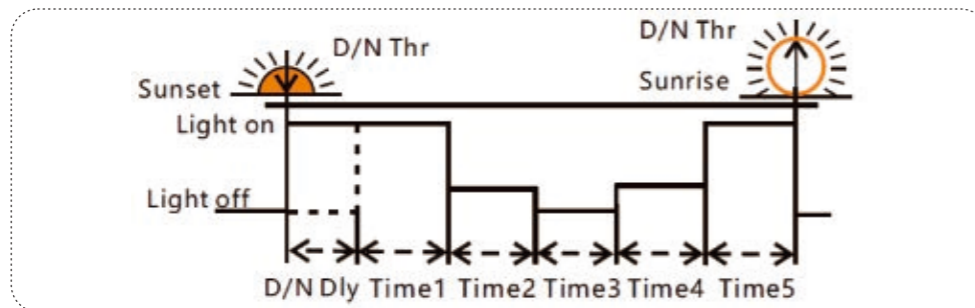 D/N Thr
D/N Thr
Sunset
Sunrise
Light on
Light off
D/N Dly Time1 Time2 Time3 Time4 Time5